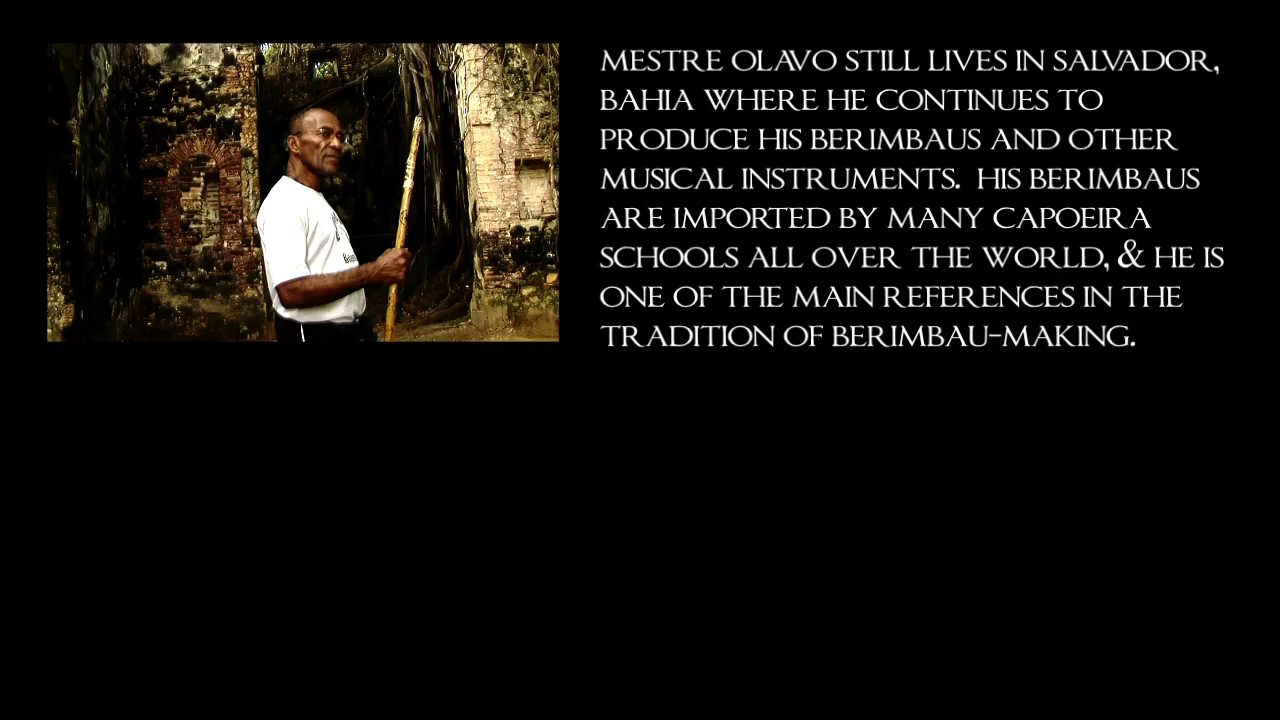 MESTRE OLAVO STILL LIVES IN SALVADOR,
BAHIA WHERE HE CONTINUES TO
PRODUCE HIS BERIMBAUS AND OTHER
MUSICAL INSTRUMENTS.  HIS BERIMBAUS
ARE IMPORTED BY MANY CAPOEIRA
SCHOOLS ALL OVER THE WORLD, & HE IS
ONE OF THE MAIN REFERENCES IN THE
TRADITION OF BERIMBAU-MAKING.